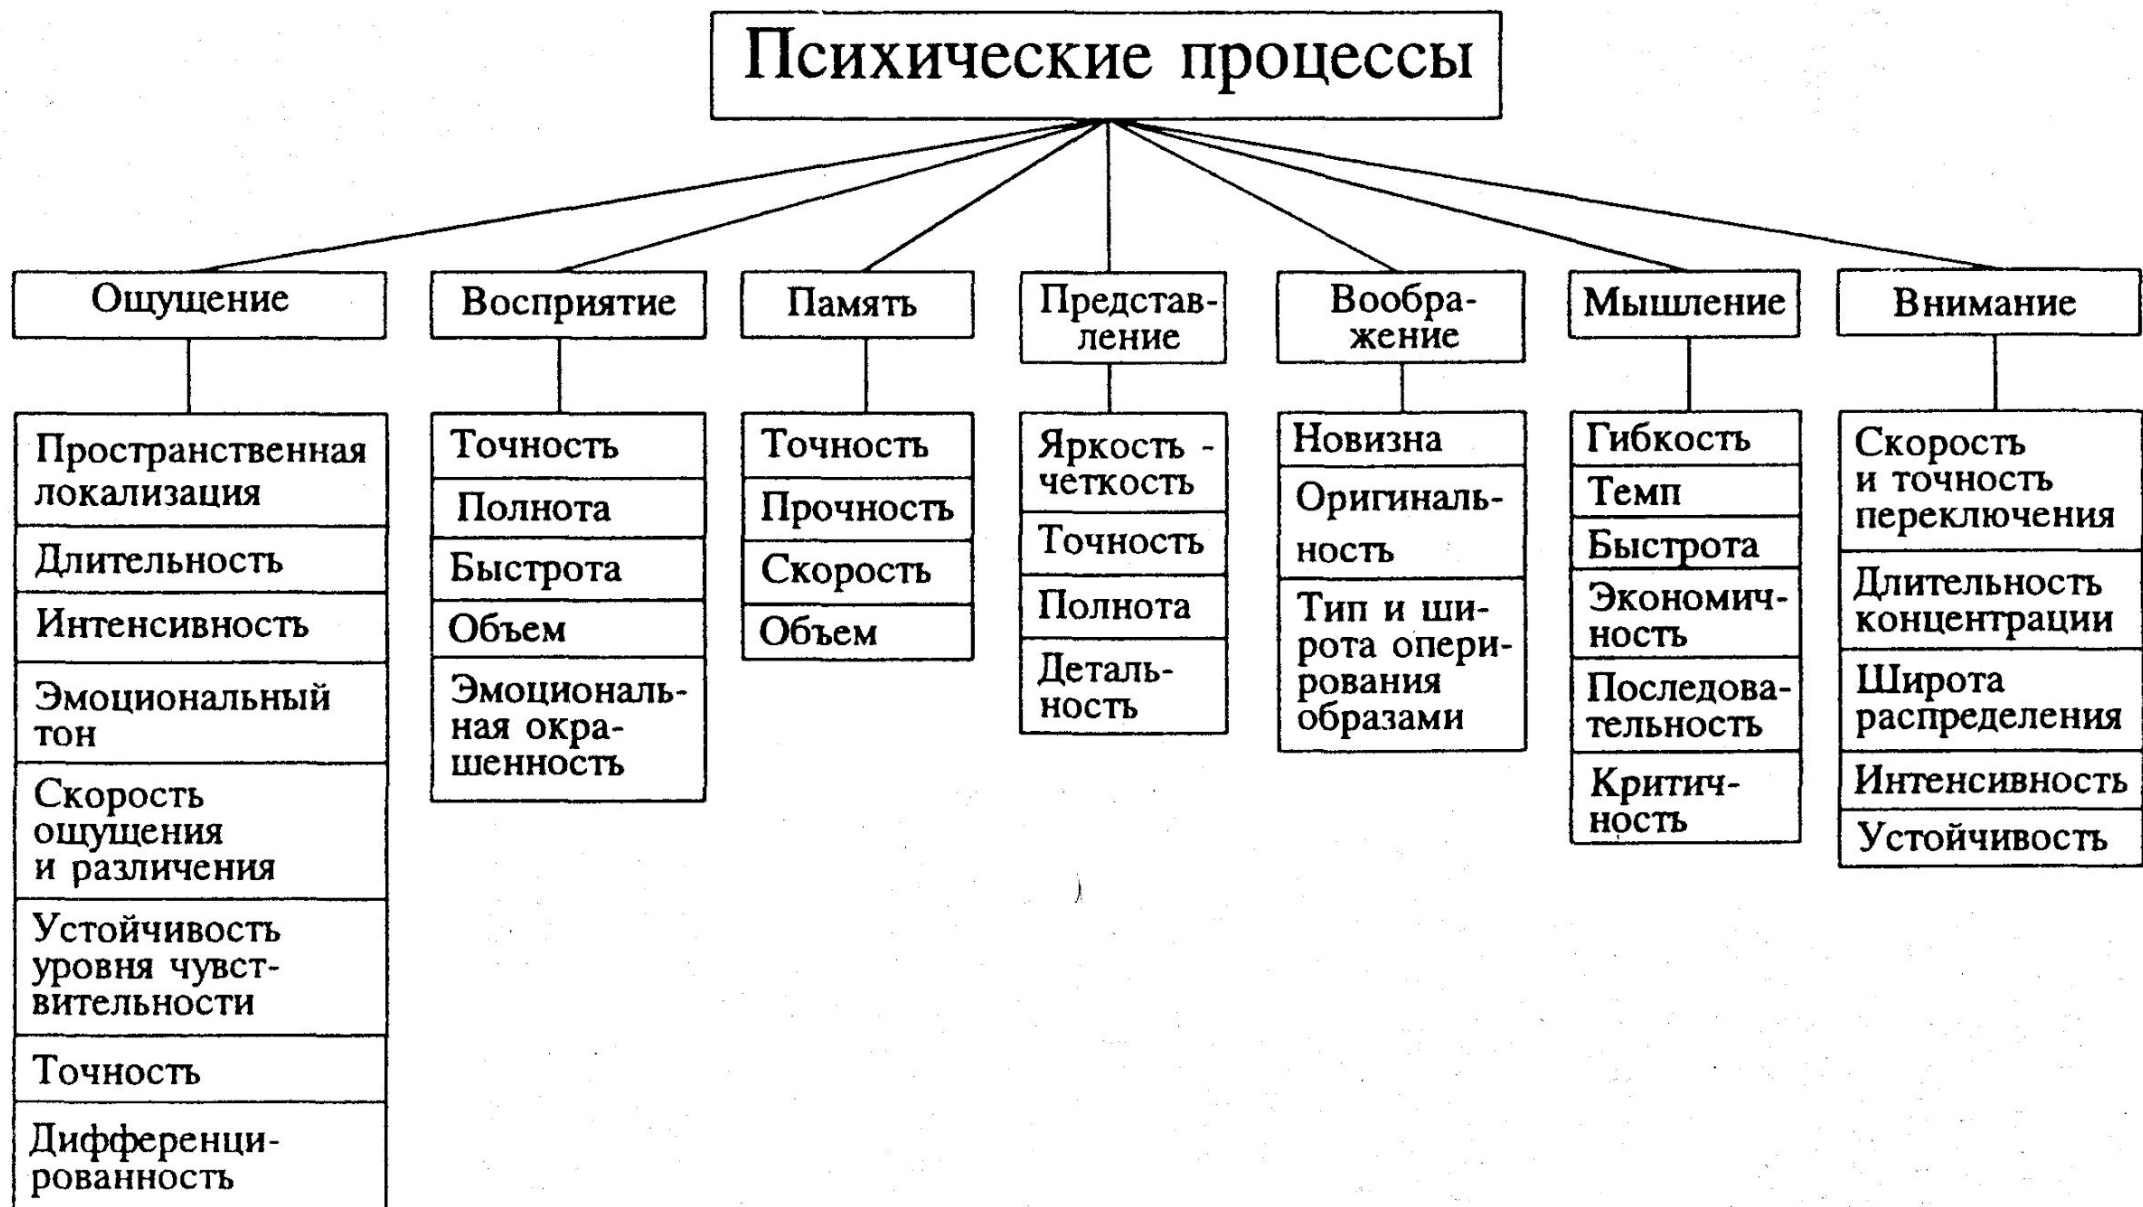 Психические процессы
Ощущение
Пространственная
локализация
Длительность
Интенсивность
Эмоциональный
тон
Скорость
ощущения
и различения
Устойчивость
уровня чувст-
вительности
Точность
Дифференци-
рованность
Восприятие
Точность
Полнота
Быстрота
Объем
Эмоциональ-
ная окра-
шенность
Память
Точность
Прочность
Скорость
Объем
Представ-
ление
Яркость -
четкость
Точность
Полнота
Деталь-
ность
Вообра-
жение
Новизна
Оригиналь-
ность
Тип и ши-
рота опери-
рования
образами
Мышление
Гибкость
Темп
Быстрота
Экономич-
ность
Последова-
тельность
Критич-
ность
Внимание
Скорость
и точность
переключения
Длительность
концентрации
Широта
распределения
Интенсивность
Устойчивость